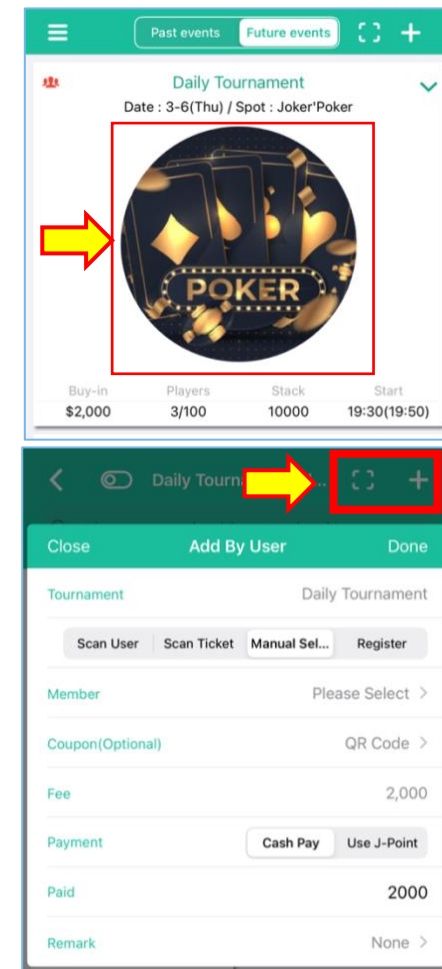 Past events Future events
Daily Tournament
Date : 3-6(Thu) / Spot : Joker'Poker
POKER
Buy-in Players Stack Start
$2,000 3/100 10000 19:30(19:50)
Daily Tourn
Close Add By User Done
Tournament Daily Tournament
Scan User Scan Ticket Manual Sel... Register
Member Please Select >
Coupon(Optional) QR Code >
Fee 2,000
Payment Cash Pay Use J-Point
Paid 2000
Remark None >